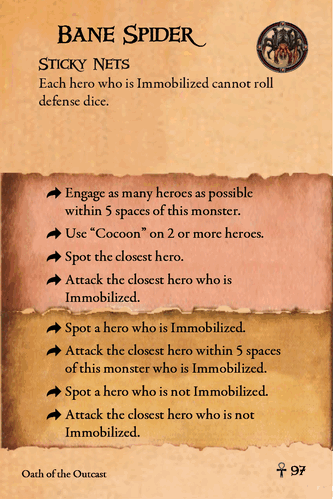 BANE SPIDER
STICKY NETS
Each hero who is Immobilized cannot roll
defense dice.
Engage as many heroes as possible
within 5 spaces of this monster.
Use “Cocoon” on 2 or more heroes.
Spot the closest hero.
Attack the closest hero who is
Immobilized.
Spot a hero who is Immobilized.
Attack the closest hero within 5 spaces
of this monster who is Immobilized.
Spot a hero who is not Immobilized.
Attack the closest hero who is not
Immobilized.
Oath of the Outcast
97